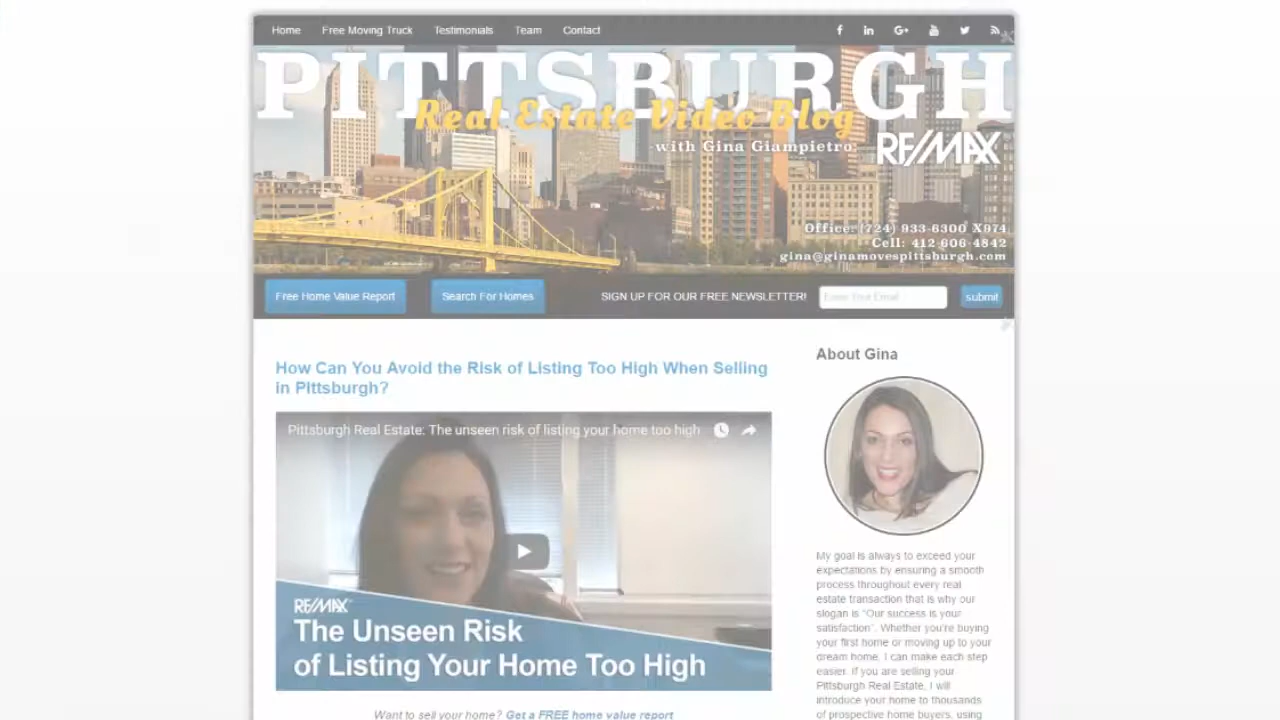 Home Free Moving Truck Testimonials Team Contact
PITTSBURGH
Real Estate Video Blog
with Gina Giampietro
RE/MAX
Office: (724) 933-6300 X974
Cell: 412-606-4842
gina@ginamovespittsburgh.com
Free Home Value Report Search For Homes SIGN UP FOR OUR FREE NEWSLETTER! Enter Your Email submit
How Can You Avoid the Risk of Listing Too High When Selling
in Pittsburgh?
Pittsburgh Real Estate: The unseen risk of listing your home too high
RE/MAX
The Unseen Risk
of Listing Your Home Too High
Want to sell your home? Get a FREE home value report
About Gina
My goal is always to exceed your
expectations by ensuring a smooth
process throughout every real
estate transaction that is why our
slogan is "Our success is your
satisfaction". Whether you're buying
your first home or moving up to your
dream home, I can make each step
easier. If you are selling your
Pittsburgh Real Estate, I will
introduce your home to thousands
of prospective home buyers, using